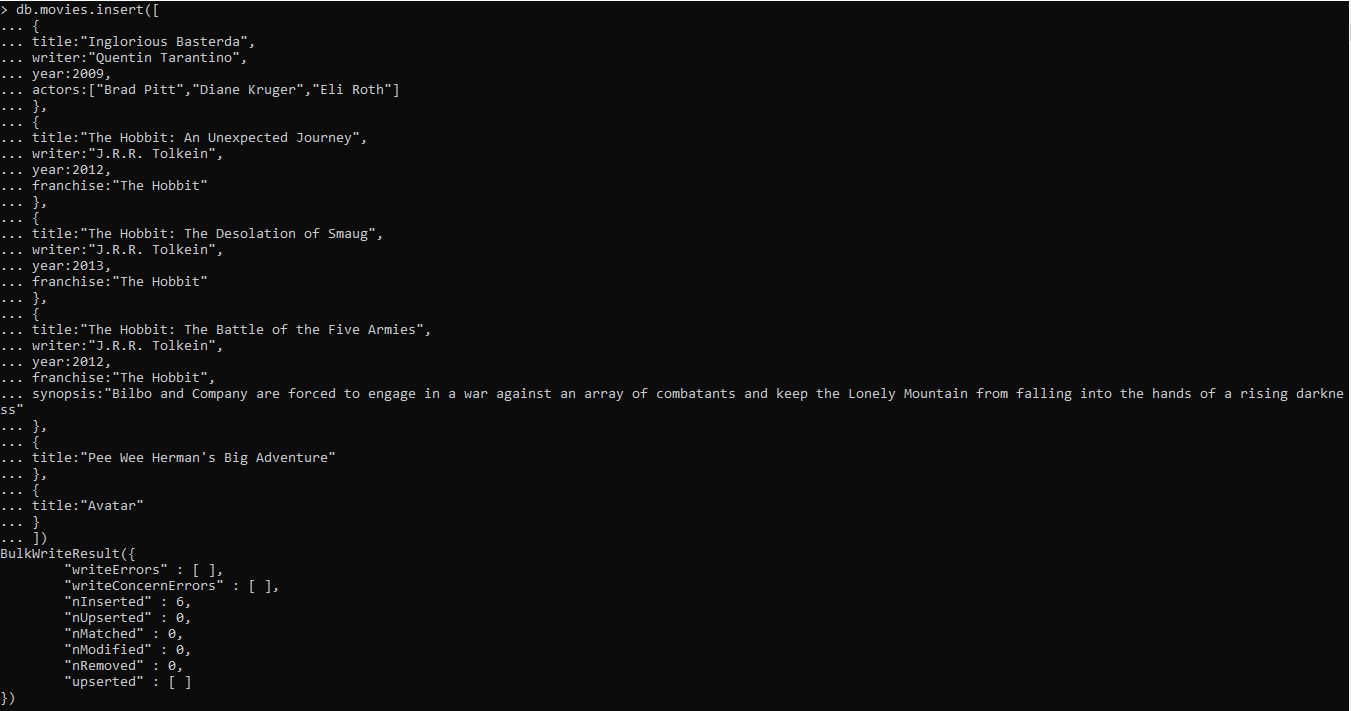 > db.movies.insert([
... {
... title:"Inglorious Basterda",
... writer:"Quentin Tarantino",
... year:2009,
... actors:["Brad Pitt","Diane Kruger","Eli Roth"]
... },
... {
... title:"The Hobbit: An Unexpected Journey",
... writer:"J.R.R. Tolkein",
... year:2012,
... franchise:"The Hobbit"
... },
... {
... title:"The Hobbit: The Desolation of Smaug",
... writer:"J.R.R. Tolkein",
... year:2013,
... franchise:"The Hobbit"
... },
... {
... title:"The Hobbit: The Battle of the Five Armies",
... writer:"J.R.R. Tolkein",
... year:2012,
... franchise:"The Hobbit",
... synopsis:"Bilbo and Company are forced to engage in a war against an array of combatants and keep the Lonely Mountain from falling into the hands of a rising darkne
ss"
... },
... {
... title:"Pee Wee Herman's Big Adventure"
... },
... {
... title:"Avatar"
... }
... ])
BulkWriteResult({
        "writeErrors" : [ ],
        "writeConcernErrors" : [ ],
        "nInserted" : 6,
        "nUpserted" : 0,
        "nMatched" : 0,
        "nModified" : 0,
        "nRemoved" : 0,
        "upserted" : [ ]
})